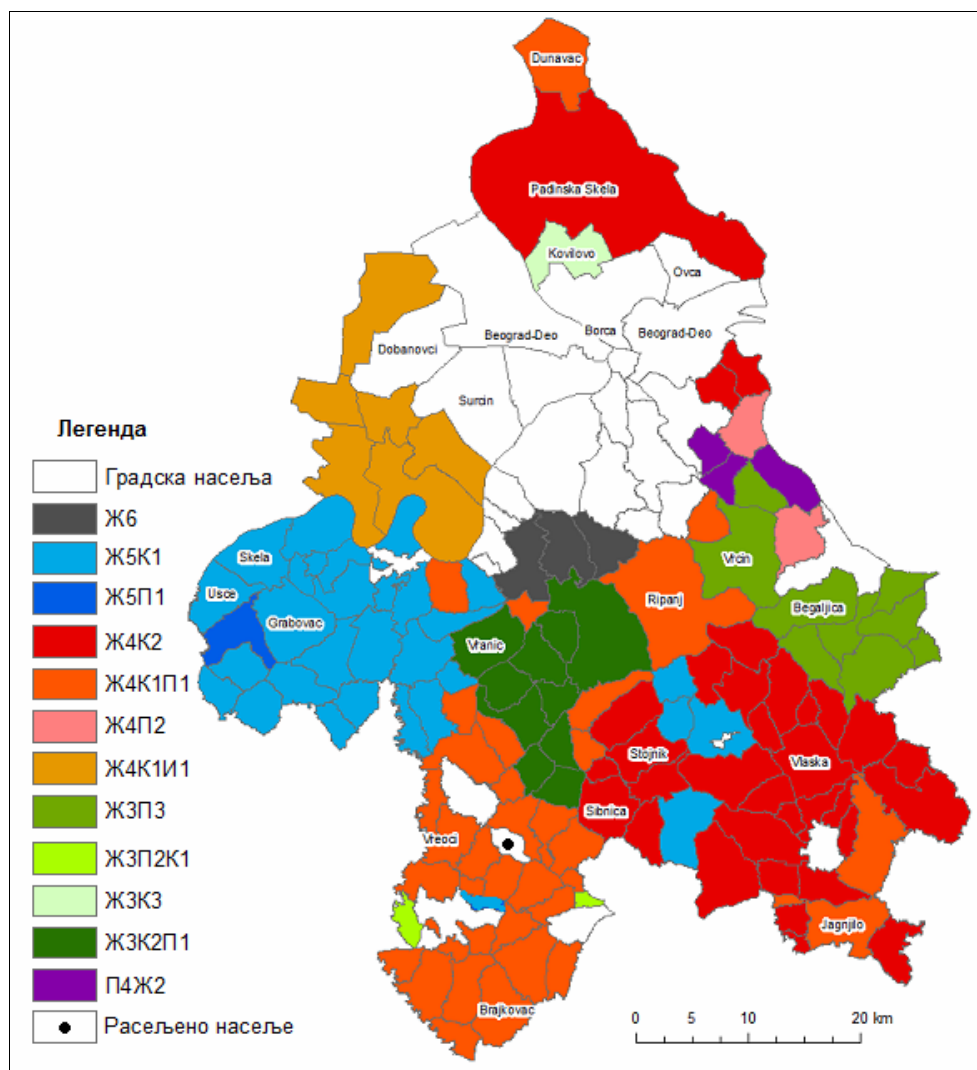 Dunavac
Padinska Skela
Kovilovo
Ovca
Beograd-Deo
Borca
Beograd-Deo
Dobanovci
Surcin
Легенда
Градска насеља
Ж6
Ж5К1
Ж5П1
Ж4К2
Ж4К1П1
Ж4П2
Ж4К1И1
Ж3П3
Ж3П2К1
Ж3К3
Ж3К2П1
П4Ж2
Расељено насеље
Skela
Usce
Grabovac
Vrcin
Ripanj
Begaljica
Vranic
Stojnik
Vlaska
Sibnica
Vreoci
Jagnjilo
Brajkovac
0 5 10 20 km